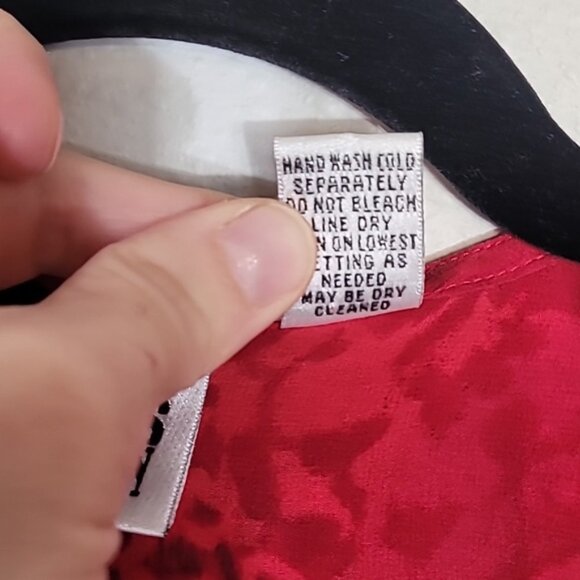 HAND WASH COLD
SEPARATELY
DO NOT BLEACH
LINE DRY
ON LOWEST
AS
NEEDED
MAY BE DRY
CLEANED